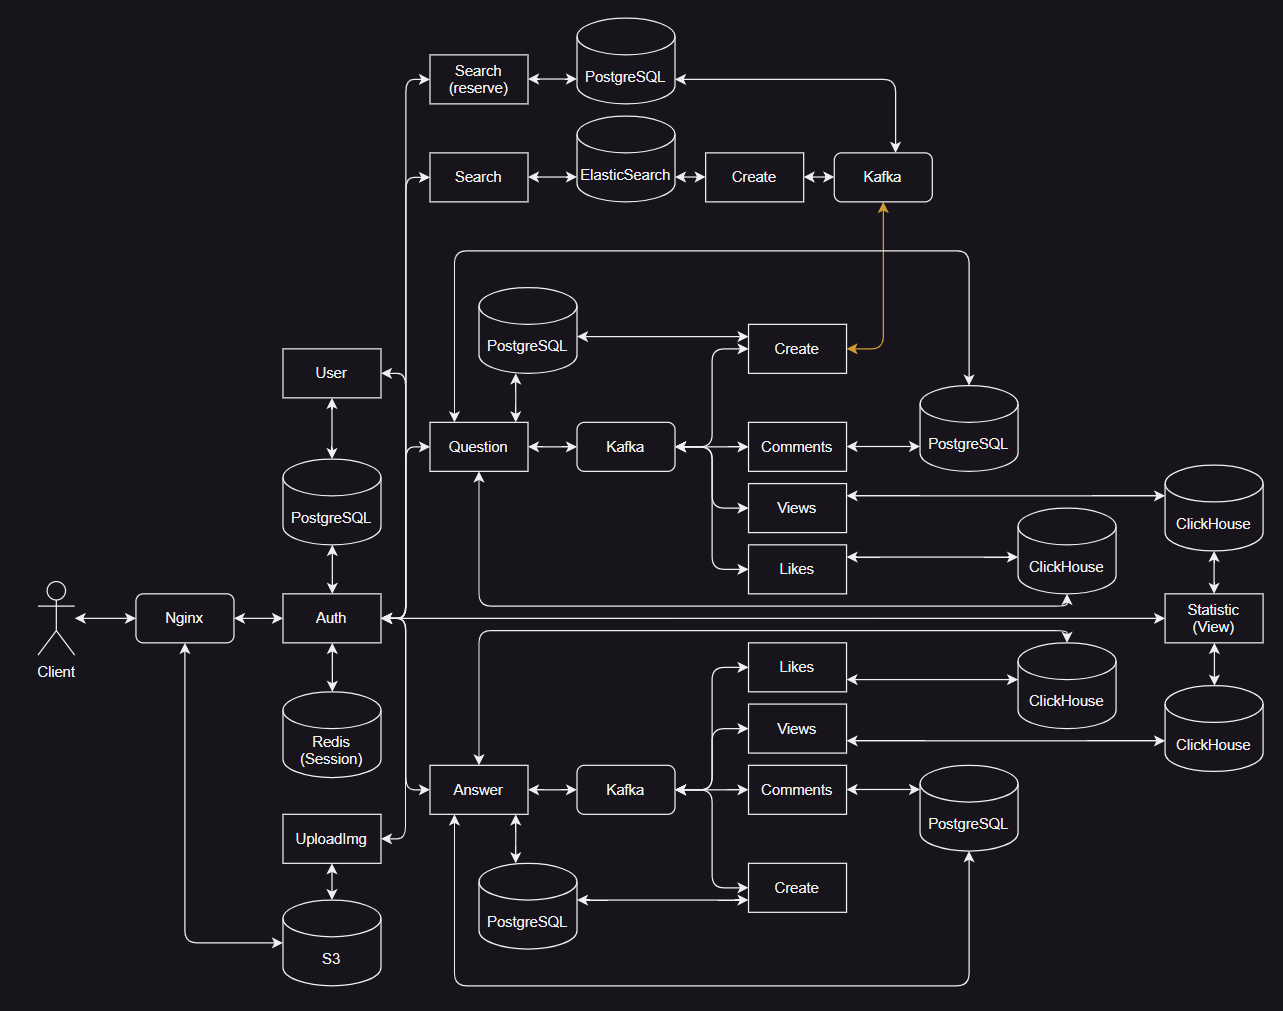 Search
(reserve)
PostgreSQL
Search
ElasticSearch
Create
Kafka
PostgreSQL
Create
User
Question
Kafka
Comments
PostgreSQL
PostgreSQL
Views
ClickHouse
Likes
ClickHouse
Client
Nginx
Auth
Statistic
(View)
Likes
ClickHouse
Redis
(Session)
Views
ClickHouse
Answer
Kafka
Comments
PostgreSQL
UploadImg
PostgreSQL
Create
S3